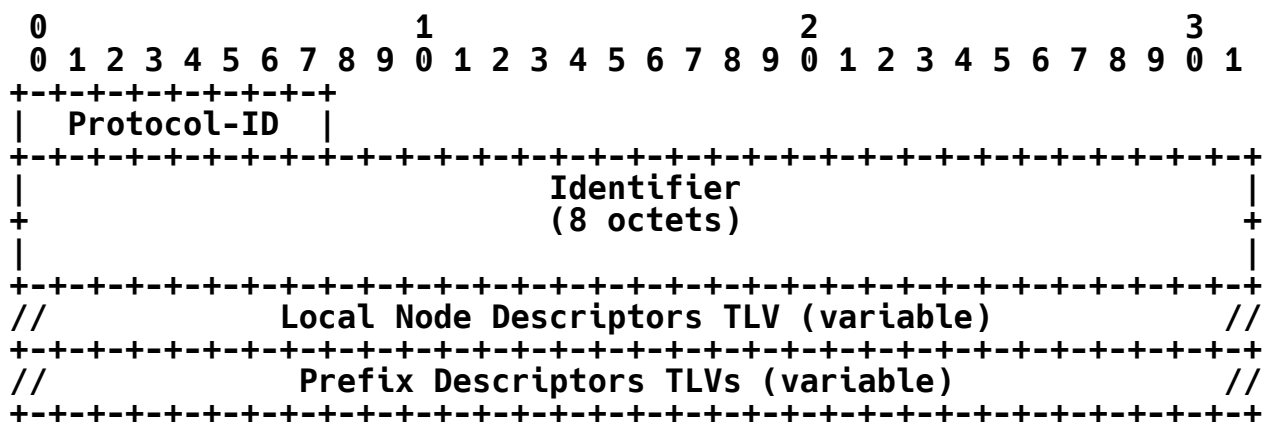 0                   1                   2                   3
 0 1 2 3 4 5 6 7 8 9 0 1 2 3 4 5 6 7 8 9 0 1 2 3 4 5 6 7 8 9 0 1
+-+-+-+-+-+-+-+-+
|  Protocol-ID  |
+-+-+-+-+-+-+-+-+-+-+-+-+-+-+-+-+-+-+-+-+-+-+-+-+-+-+-+-+-+-+-+-+
|                           Identifier                          |
+                           (8 octets)                          +
|                                                               |
+-+-+-+-+-+-+-+-+-+-+-+-+-+-+-+-+-+-+-+-+-+-+-+-+-+-+-+-+-+-+-+-+
//            Local Node Descriptors TLV (variable)            //
+-+-+-+-+-+-+-+-+-+-+-+-+-+-+-+-+-+-+-+-+-+-+-+-+-+-+-+-+-+-+-+-+
//             Prefix Descriptors TLVs (variable)              //
+-+-+-+-+-+-+-+-+-+-+-+-+-+-+-+-+-+-+-+-+-+-+-+-+-+-+-+-+-+-+-+-+